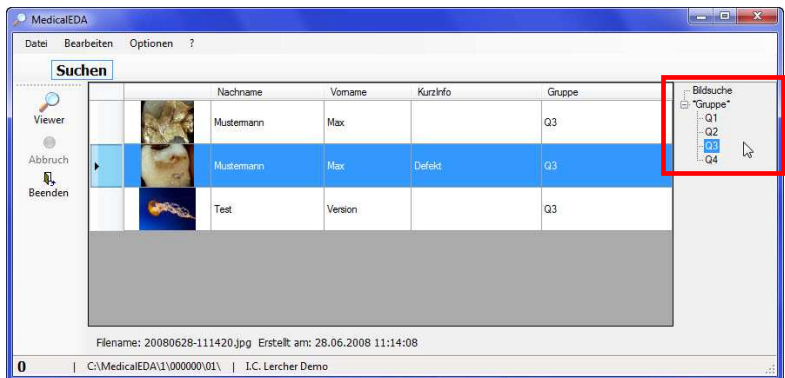 MedicalEDA
Datei Bearbeiten Optionen ?
Suchen
Viewer
Abbruch
Beenden
Nachname Vorname KurzInfo Gruppe
Mustermann Max Q3
Mustermann Max Defekt Q3
Test Version Q3
Bildsuche
"Gruppe"
Q1
Q2
Q3
Q4
Filename: 20080628-111420.jpg Erstellt am: 28.06.2008 11:14:08
0 | C:\MedicalEDA\1\000000\01\ | I.C. Lercher Demo